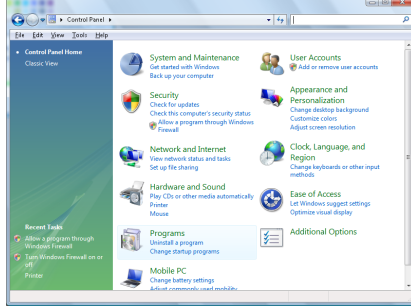 Control Panel
File Edit View Tools Help
Control Panel Home
Classic View
System and Maintenance
Get started with Windows
Back up your computer
Security
Check for updates
Check this computer's security status
Allow a program through Windows
Firewall
Network and Internet
View network status and tasks
Set up file sharing
Hardware and Sound
Play CDs or other media automatically
Printer
Mouse
Programs
Uninstall a program
Change startup programs
Mobile PC
Change battery settings
Adjust commonly used mobility
User Accounts
Add or remove user accounts
Appearance and
Personalization
Change desktop background
Customize colors
Adjust screen resolution
Clock, Language, and
Region
Change keyboards or other input
methods
Ease of Access
Let Windows suggest settings
Optimize visual display
Additional Options
Recent Tasks
Allow a program through
Windows Firewall
Turn Windows Firewall on or
off
Printer